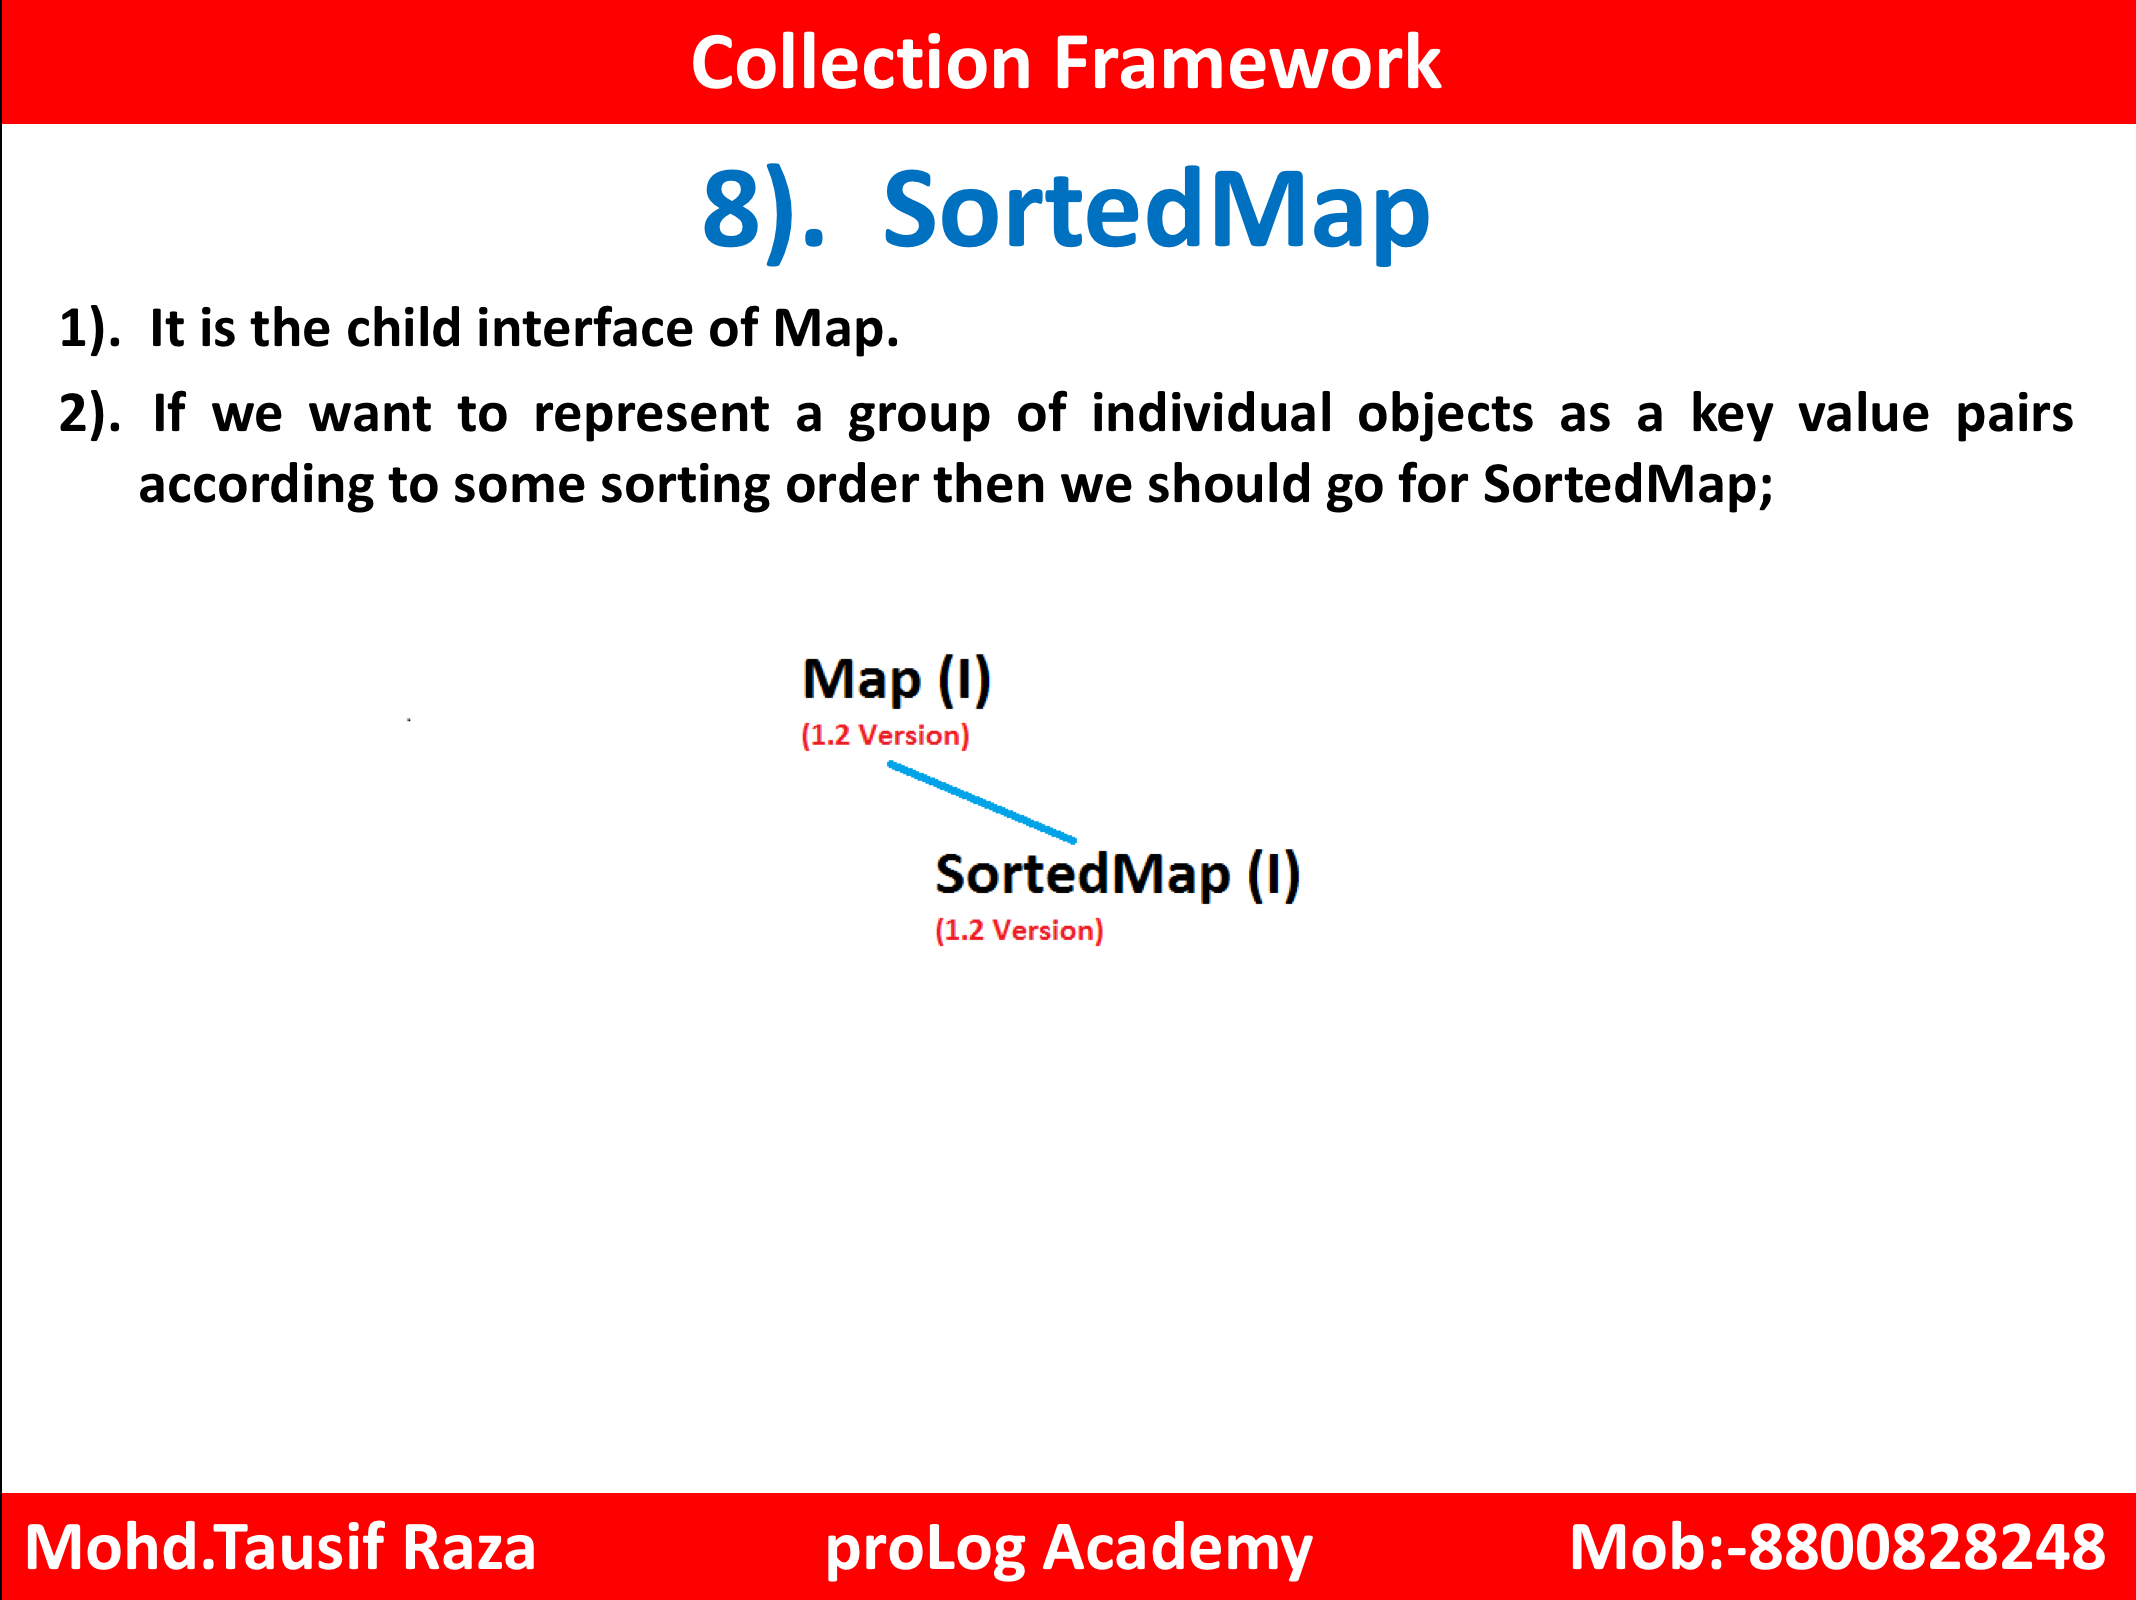 Collection Framework
8). SortedMap
1). It is the child interface of Map.
2). If we want to represent a group of individual objects as a key value pairs
according to some sorting order then we should go for SortedMap;
Map (I)
(1.2 Version)
SortedMap (I)
(1.2 Version)
Mohd.Tausif Raza proLog Academy Mob:-8800828248